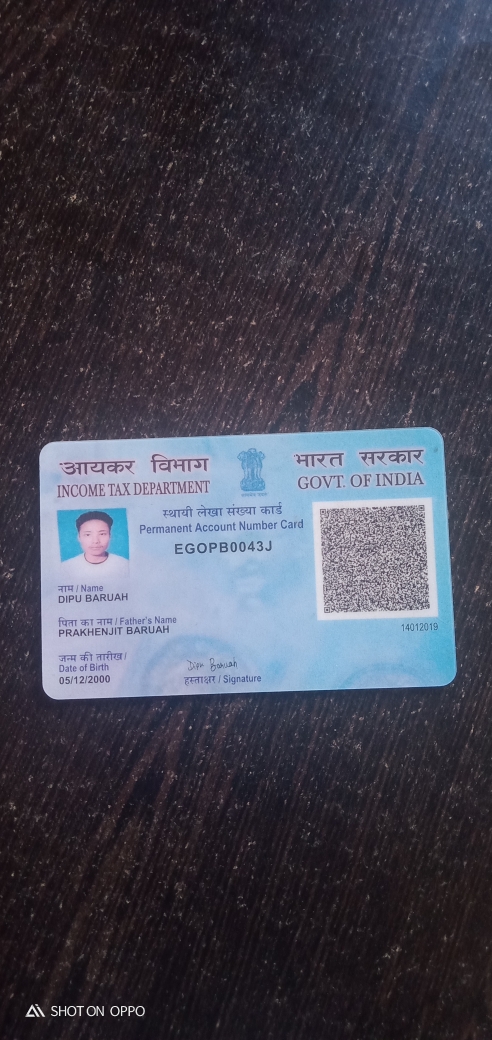 आयकर विभाग
INCOME TAX DEPARTMENT
भारत सरकार
GOVT. OF INDIA
स्थायी लेखा संख्या कार्ड
Permanent Account Number Card
EGOPB0043J
नाम / Name
DIPU BARUAH
पिता का नाम / Father's Name
PRAKHENJIT BARUAH
14012019
जन्म की तारीख /
Date of Birth
05/12/2000
Dipu Baruah
हस्ताक्षर / Signature
SHOT ON OPPO